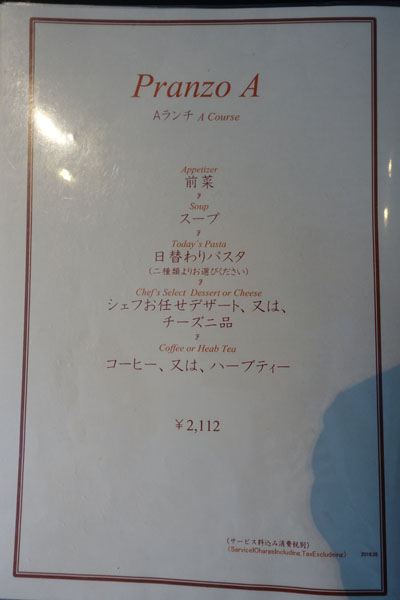 Pranzo A
Aランチ A Course
Appetizer
前菜
Soup
スープ
Today's Pasta
日替わりパスタ
(二種類よりお選びください)
Chef's Select Dessert or Cheese
シェフお任せデザート、又は、
チーズ二品
Coffee or Heab Tea
コーヒー、又は、ハーブティー
¥2,112
(サービス料込み消費税別)